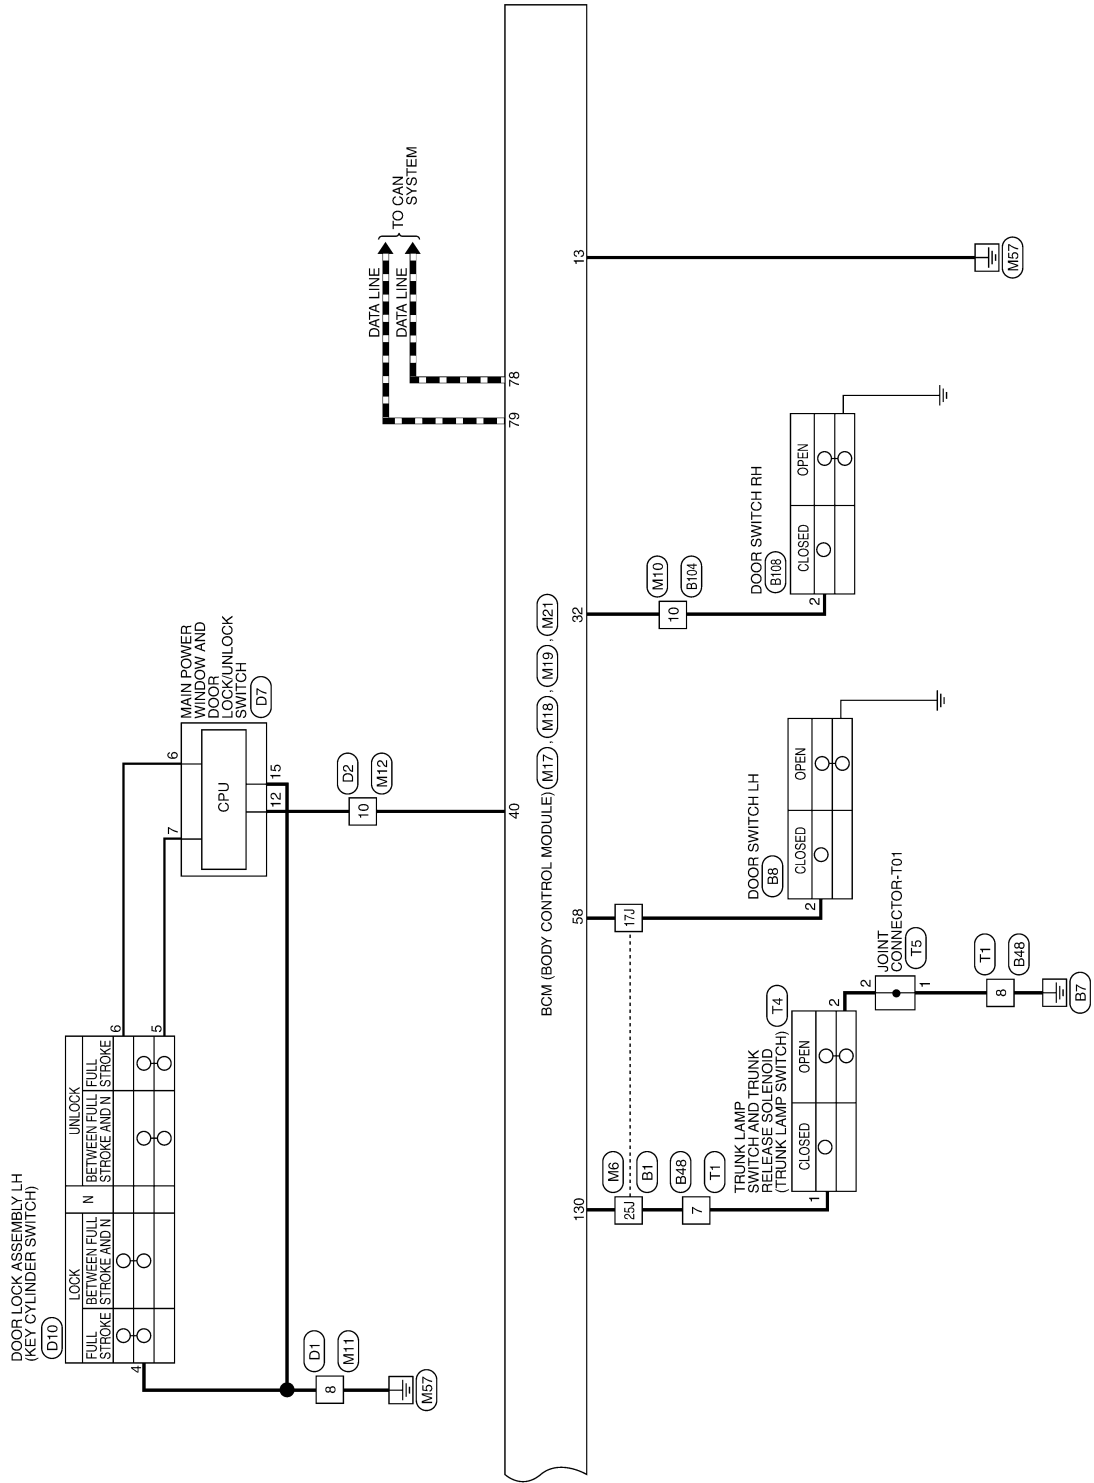 DOOR LOCK ASSEMBLY LH
(KEY CYLINDER SWITCH)
D10
LOCK
UNLOCK
FULL
STROKE
BETWEEN FULL
STROKE AND N
N
BETWEEN FULL
STROKE AND N
FULL
STROKE
4
6
5
8
D1
M11
M57
MAIN POWER
WINDOW AND
DOOR
LOCK/UNLOCK
SWITCH
D7
7
6
CPU
12
15
10
D2
M12
40
DATA LINE
DATA LINE
TO CAN
SYSTEM
79
78
BCM (BODY CONTROL MODULE) M17 , M18 , M19 , M21
130
58
32
13
25J
M6
B1
7
B48
T1
TRUNK LAMP
SWITCH AND TRUNK
RELEASE SOLENOID
(TRUNK LAMP SWITCH)
T4
CLOSED
OPEN
1
2
2
1
JOINT
CONNECTOR-T01
T5
8
T1
B48
B7
17J
DOOR SWITCH LH
B8
CLOSED
OPEN
2
10
M10
B104
DOOR SWITCH RH
B108
CLOSED
OPEN
2
M57